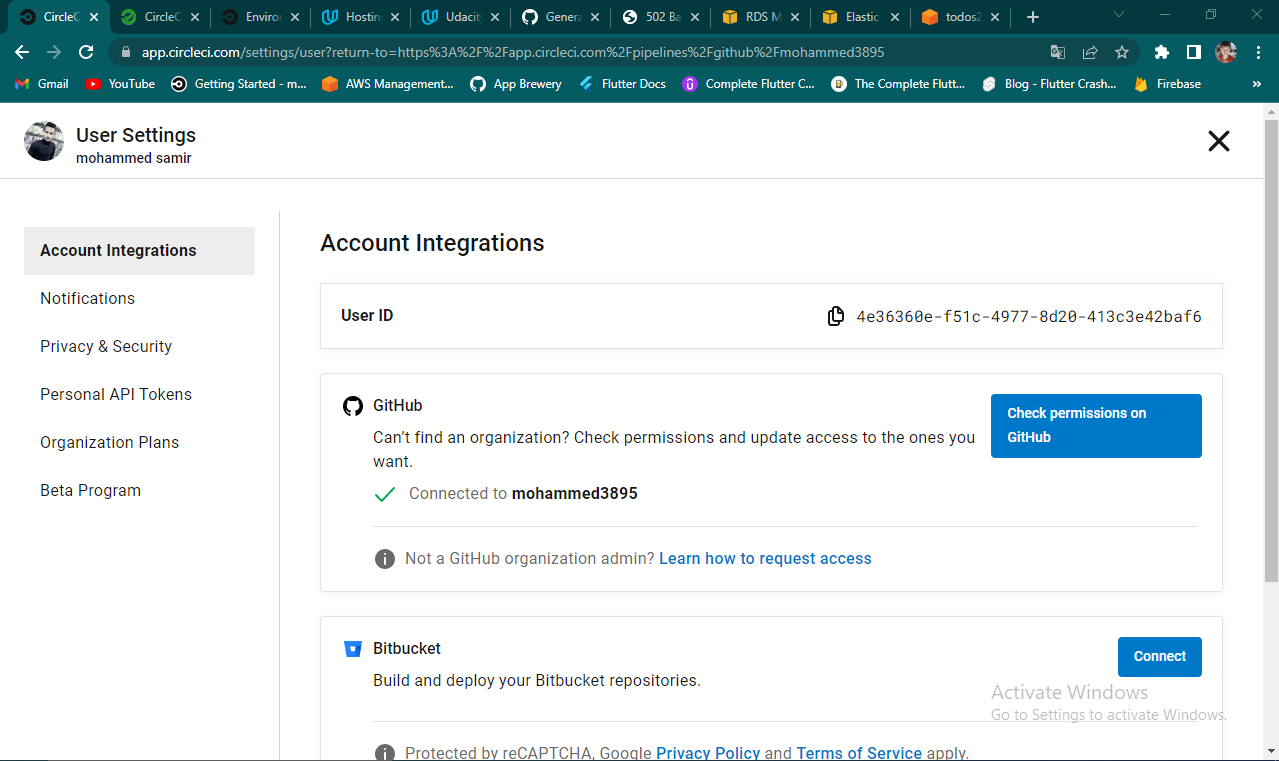 CircleC
CircleC
Environ
Hostin
Udacity
Genera
502 Ba
RDS M
Elastic
todos2
app.circleci.com/settings/user?return-to=https%3A%2F%2Fapp.circleci.com%2Fpipelines%2Fgithub%2Fmohammed3895
Gmail
YouTube
Getting Started - m...
AWS Management...
App Brewery
Flutter Docs
Complete Flutter C...
The Complete Flutt...
Blog - Flutter Crash...
Firebase
»
User Settings
mohammed samir
Account Integrations
Notifications
Privacy & Security
Personal API Tokens
Organization Plans
Beta Program
Account Integrations
User ID
4e36360e-f51c-4977-8d20-413c3e42baf6
GitHub
Can’t find an organization? Check permissions and update access to the ones you
want.
Check permissions on
GitHub
Connected to mohammed3895
Not a GitHub organization admin? Learn how to request access
Bitbucket
Build and deploy your Bitbucket repositories.
Connect
Activate Windows
Go to Settings to activate Windows.
Protected by reCAPTCHA, Google Privacy Policy and Terms of Service apply.